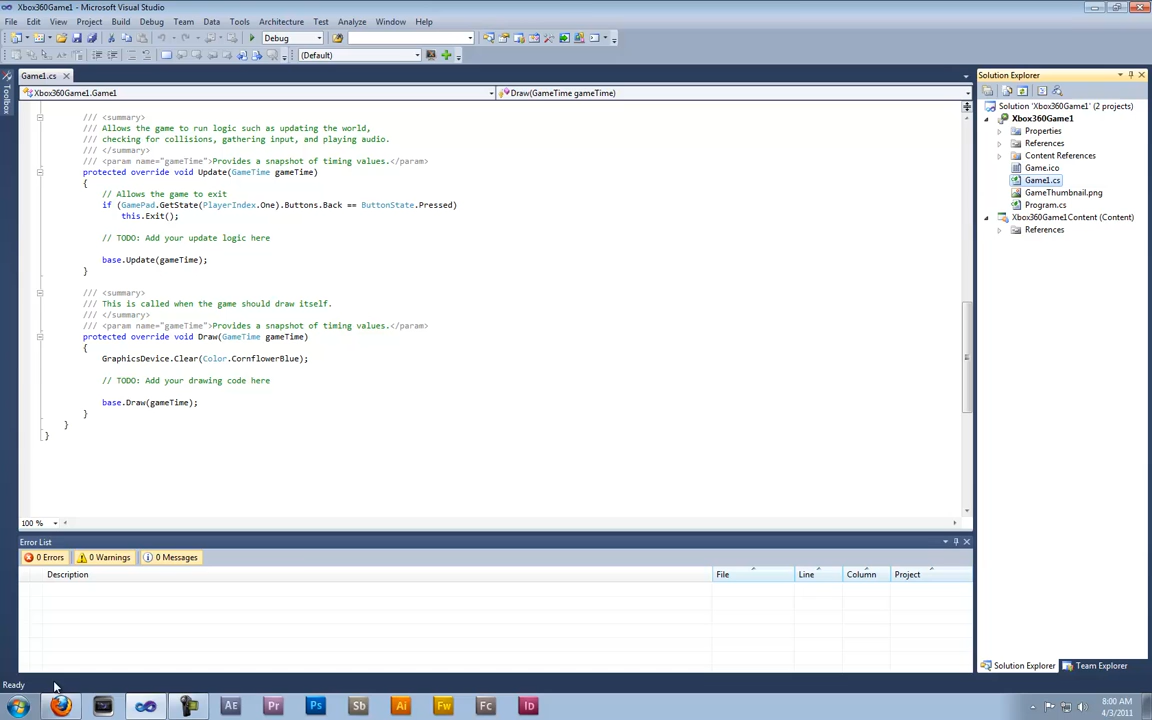 Xbox360Game1 - Microsoft Visual Studio
File Edit View Project Build Debug Team Data Tools Architecture Test Analyze Window Help
Debug
(Default)
Toolbox
Game1.cs
Xbox360Game1.Game1
Draw(GameTime gameTime)
/// <summary>
/// Allows the game to run logic such as updating the world,
/// checking for collisions, gathering input, and playing audio.
/// </summary>
/// <param name="gameTime">Provides a snapshot of timing values.</param>
protected override void Update(GameTime gameTime)
{
// Allows the game to exit
if (GamePad.GetState(PlayerIndex.One).Buttons.Back == ButtonState.Pressed)
this.Exit();
// TODO: Add your update logic here
base.Update(gameTime);
}
/// <summary>
/// This is called when the game should draw itself.
/// </summary>
/// <param name="gameTime">Provides a snapshot of timing values.</param>
protected override void Draw(GameTime gameTime)
{
GraphicsDevice.Clear(Color.CornflowerBlue);
// TODO: Add your drawing code here
base.Draw(gameTime);
}
}
}
100 %
Error List
0 Errors 0 Warnings 0 Messages
Description File Line Column Project
Solution Explorer
Solution 'Xbox360Game1' (2 projects)
Xbox360Game1
Properties
References
Content References
Game.ico
Game1.cs
GameThumbnail.png
Program.cs
Xbox360Game1Content (Content)
References
Solution Explorer Team Explorer
Ready
Ae Pr Ps Sb Ai Fw Fc Id
8:00 AM
4/3/2011